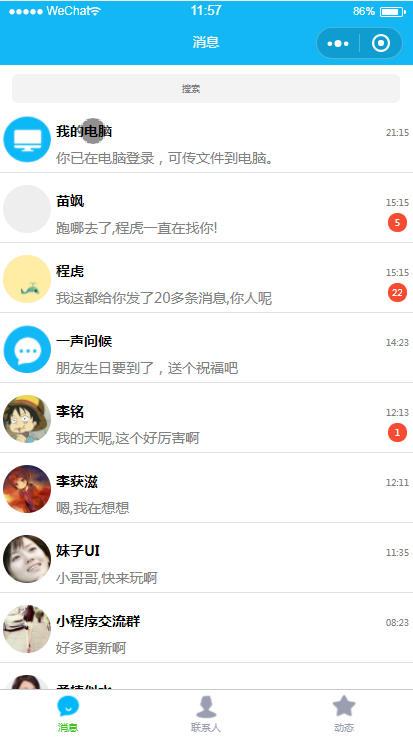 ●●●●● WeChat 11:57 86%
消息
搜索
我的电脑 21:15
你已在电脑登录，可传文件到电脑。
苗飒 15:15
跑哪去了,程虎一直在找你! 5
程虎 15:15
我这都给你发了20多条消息,你人呢 22
一声问候 14:23
朋友生日要到了，送个祝福吧
李铭 12:13
我的天呢,这个好厉害啊 1
李获滋 12:11
嗯,我在想想
妹子UI 11:35
小哥哥,快来玩啊
小程序交流群 08:23
好多更新啊
消息 联系人 动态